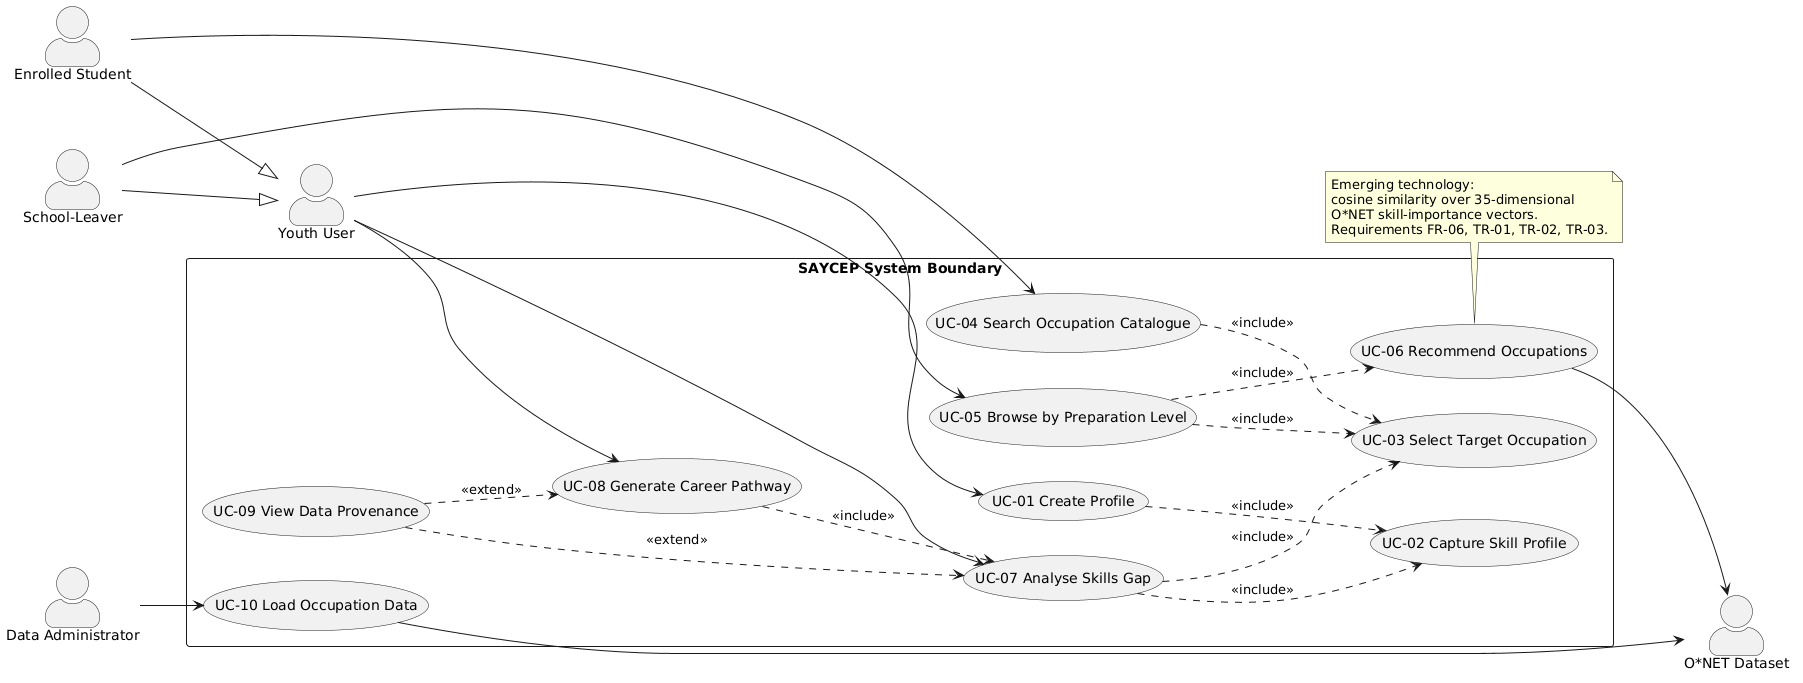 Enrolled Student
School-Leaver
Youth User
Emerging technology:
cosine similarity over 35-dimensional
O*NET skill-importance vectors.
Requirements FR-06, TR-01, TR-02, TR-03.
SAYCEP System Boundary
UC-04 Search Occupation Catalogue
«include»
UC-06 Recommend Occupations
«include»
UC-05 Browse by Preparation Level
«include»
UC-03 Select Target Occupation
UC-08 Generate Career Pathway
«extend»
UC-09 View Data Provenance
UC-01 Create Profile
«include»
«include»
«extend»
«include»
UC-02 Capture Skill Profile
UC-07 Analyse Skills Gap
«include»
UC-10 Load Occupation Data
Data Administrator
O*NET Dataset